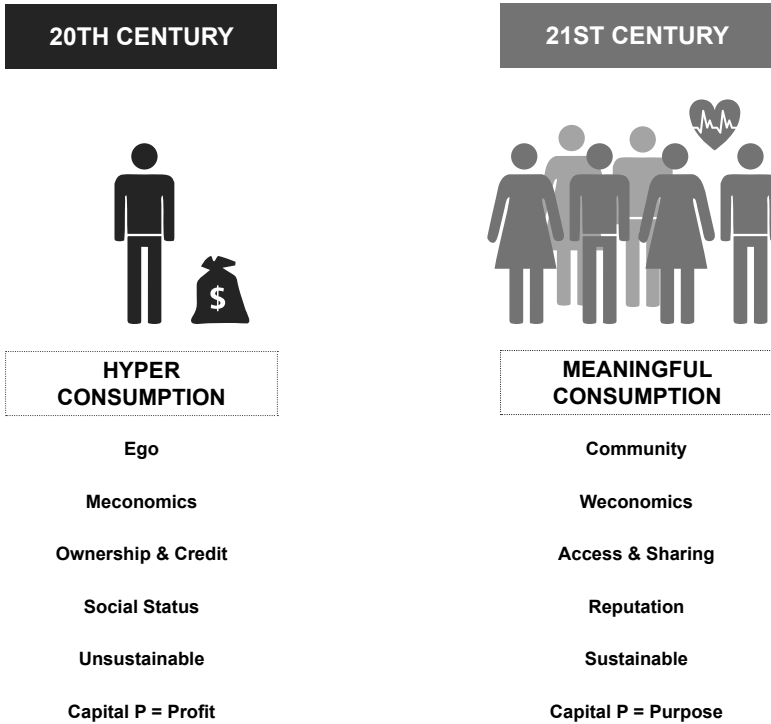 20TH CENTURY
$
HYPER
CONSUMPTION
Ego
Meconomics
Ownership & Credit
Social Status
Unsustainable
Capital P = Profit
21ST CENTURY
MEANINGFUL
CONSUMPTION
Community
Weconomics
Access & Sharing
Reputation
Sustainable
Capital P = Purpose